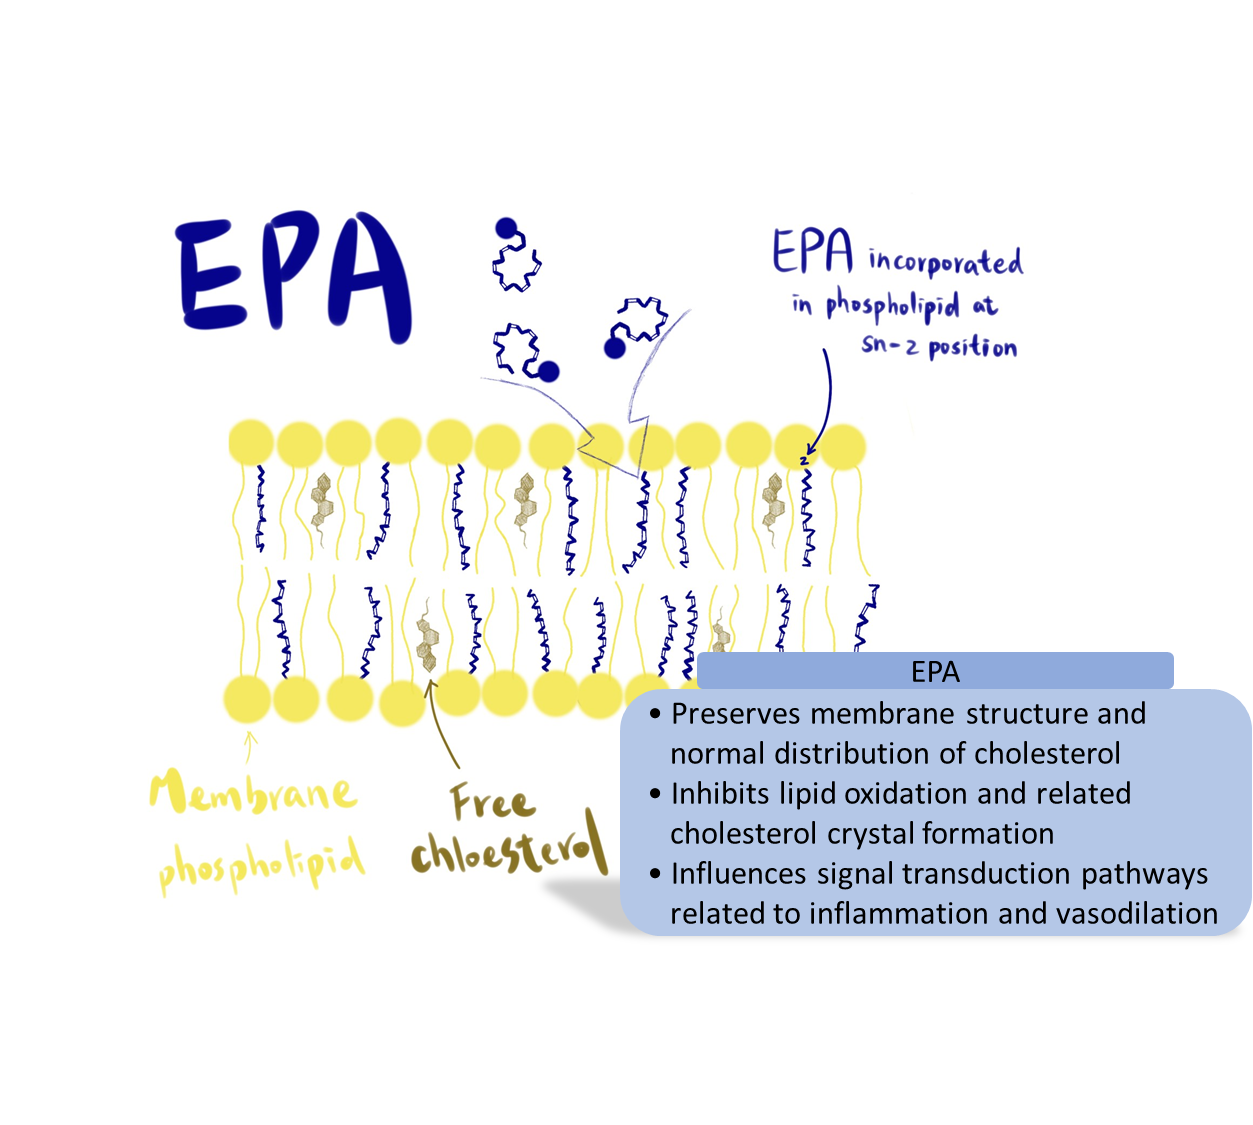 EPA
EPA incorporated
in phospholipid at
sn-2 position
2
Membrane
phospholipid
Free
chloesterol
EPA
• Preserves membrane structure and
normal distribution of cholesterol
• Inhibits lipid oxidation and related
cholesterol crystal formation
• Influences signal transduction pathways
related to inflammation and vasodilation